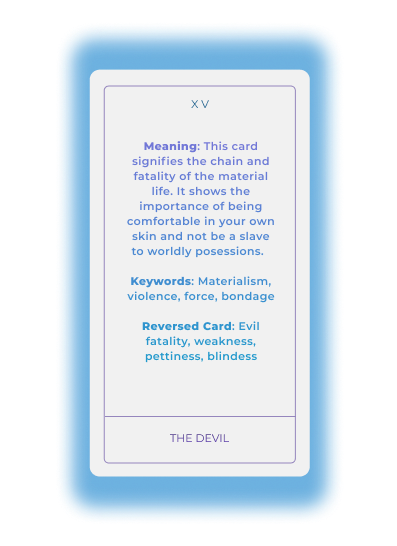 X V
Meaning: This card
signifies the chain and
fatality of the material
life. It shows the
importance of being
comfortable in your own
skin and not be a slave
to worldly posessions.
Keywords: Materialism,
violence, force, bondage
Reversed Card: Evil
fatality, weakness,
pettiness, blindess
THE DEVIL